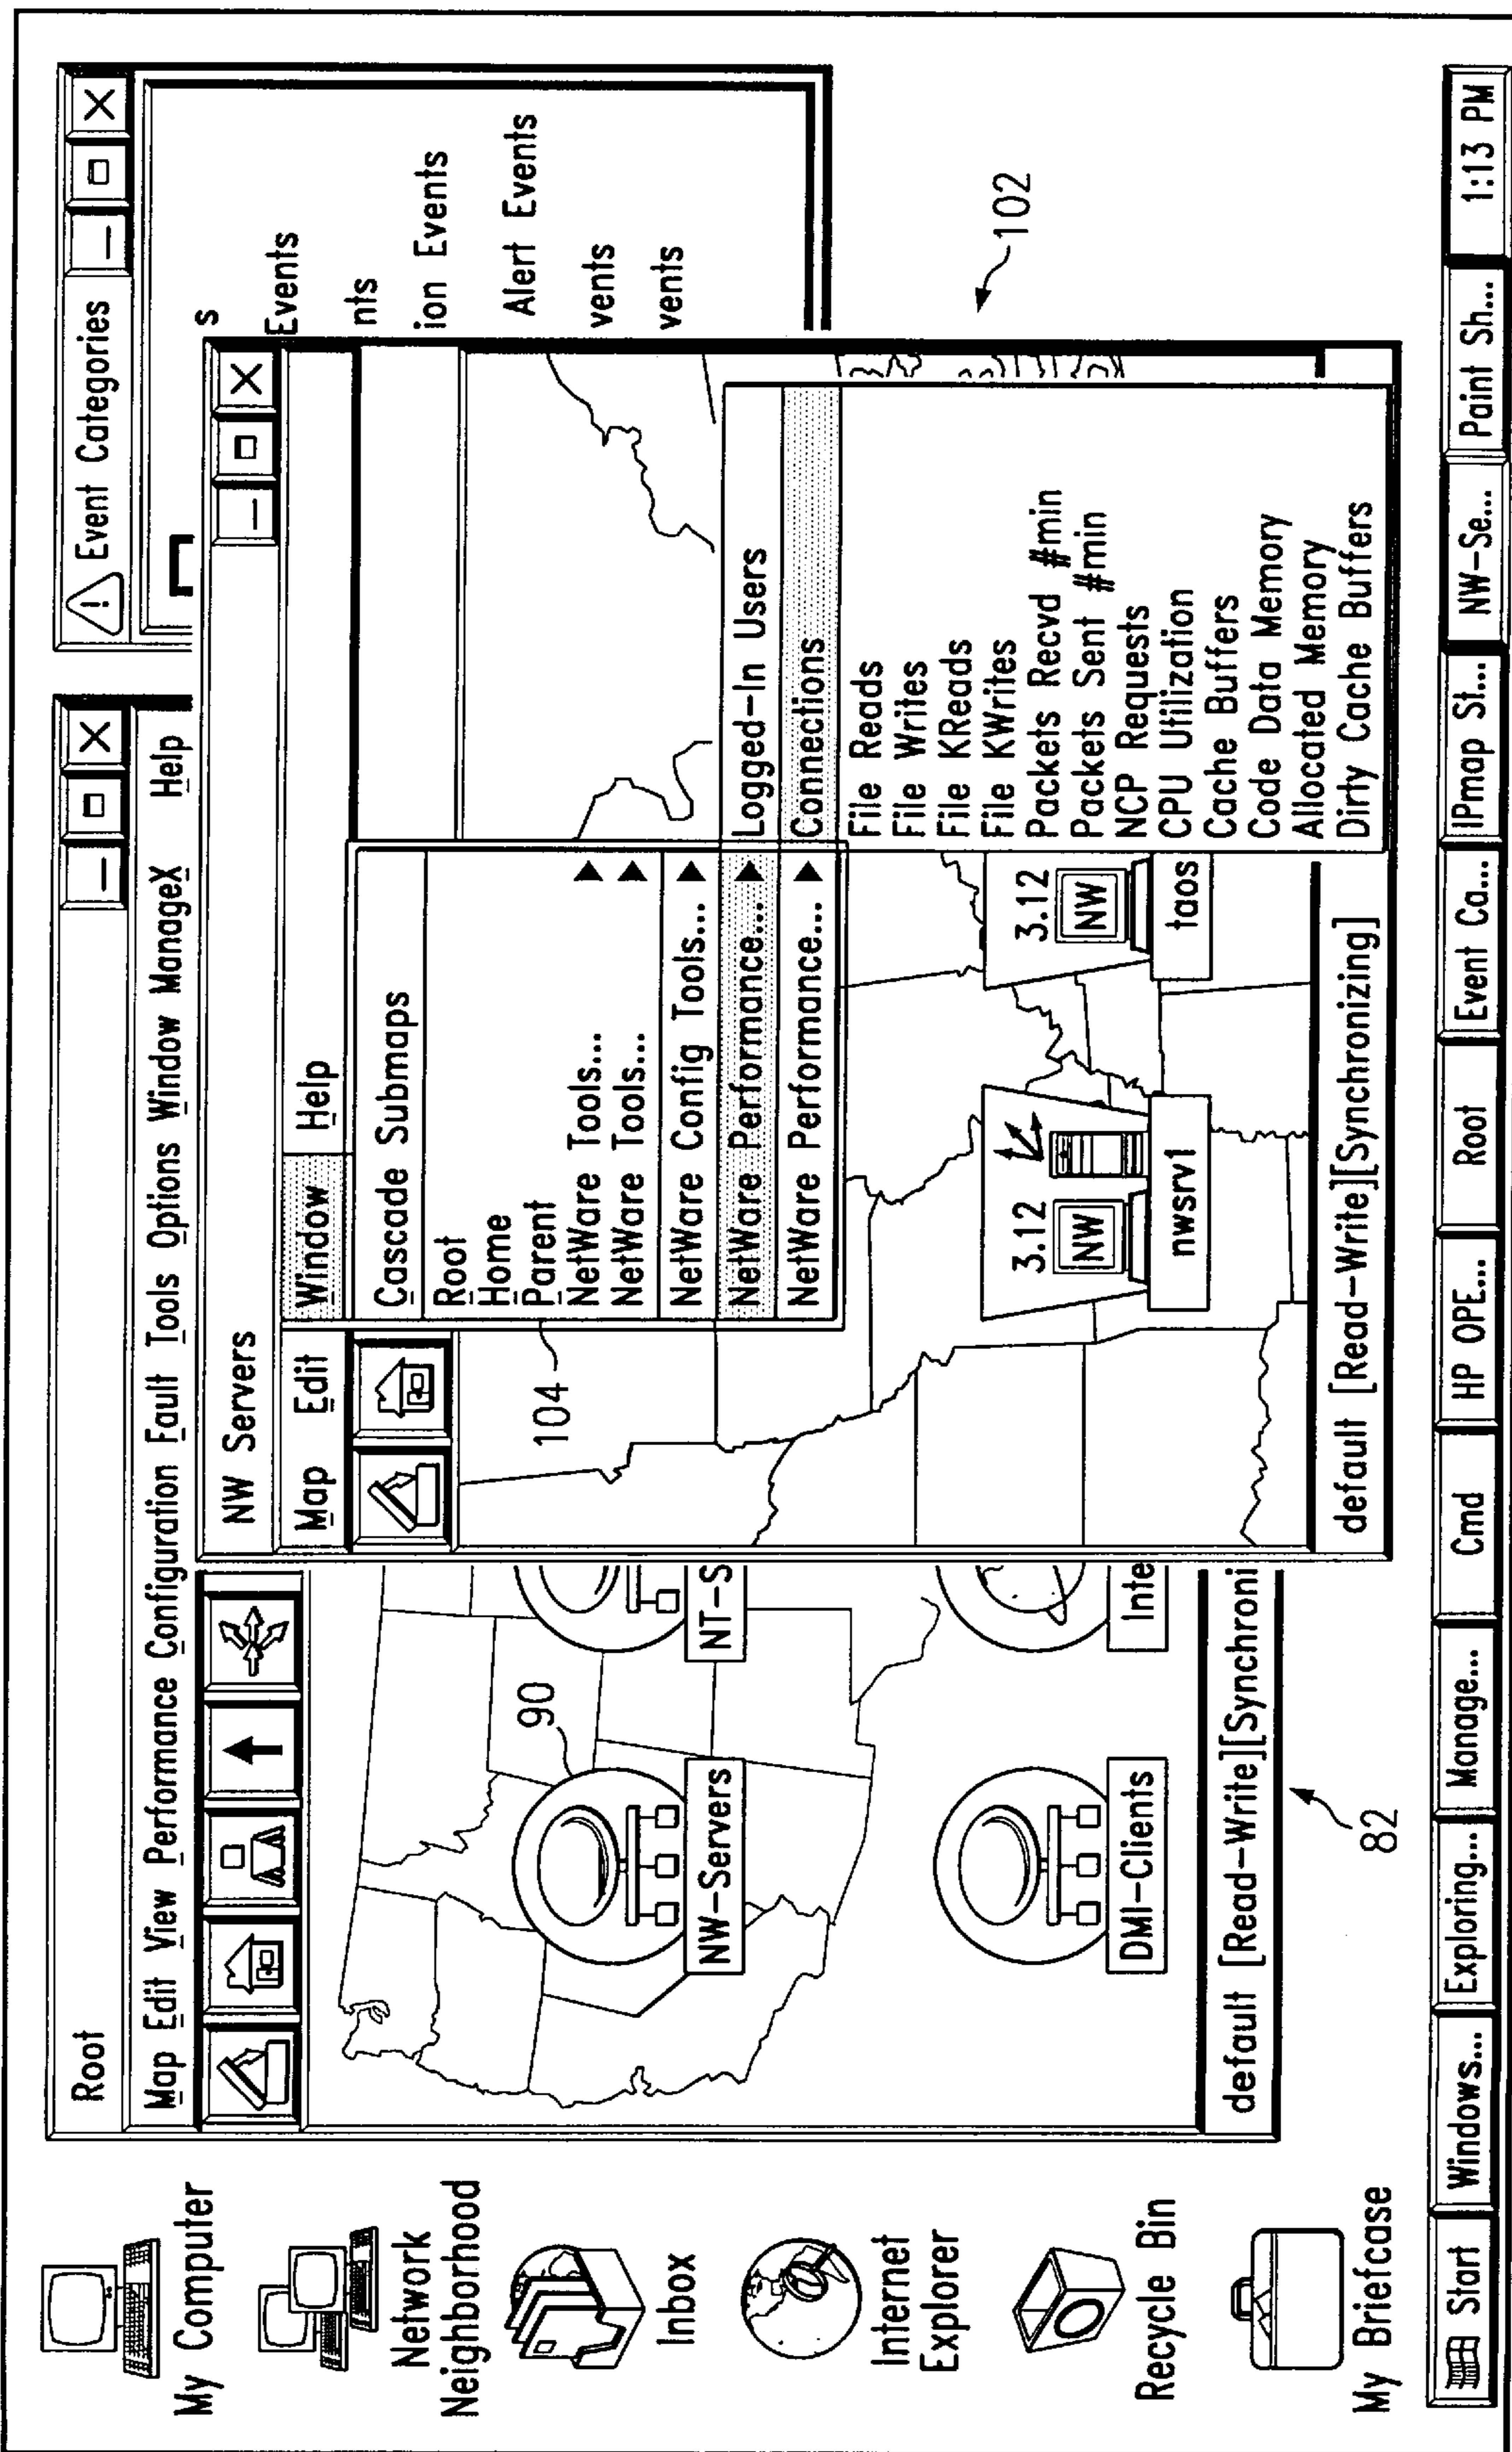 My Computer
Network
Neighborhood
Inbox
Internet
Explorer
Recycle Bin
My Briefcase
Root
Map Edit View Performance Configuration Fault Tools Options Window ManageX Help
90
NW-Servers
NT-S
DMI-Clients
Inte
default [Read-Write][Synchroni
82
Event Categories
s
Events
nts
ion Events
Alert Events
vents
vents
NW Servers
Map Edit Window Help
104
Cascade Submaps
Root
Home
Parent
NetWare Tools...
NetWare Tools...
NetWare Config Tools...
NetWare Performance...
NetWare Performance...
Logged-In Users
Connections
File Reads
File Writes
File KReads
File KWrites
Packets Recvd #min
Packets Sent #min
NCP Requests
CPU Utilization
Cache Buffers
Code Data Memory
Allocated Memory
Dirty Cache Buffers
3.12
NW
nwsrv1
3.12
NW
taos
default [Read-Write][Synchronizing]
102
Start Windows... Exploring... Manage... Cmd HP OPE... Root Event Ca... IPmap St... NW-Se... Paint Sh... 1:13 PM